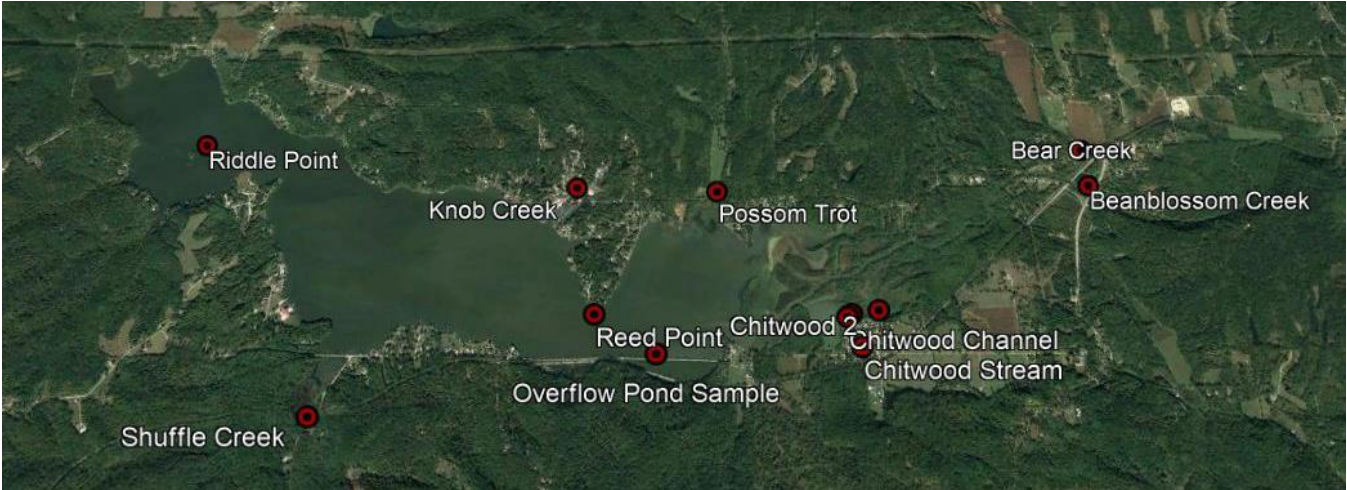 Bear Creek
Riddle Point
Beanblossom Creek
Knob Creek
Possom Trot
Chitwood 2
Reed Point
Chitwood Channel
Chitwood Stream
Overflow Pond Sample
Shuffle Creek